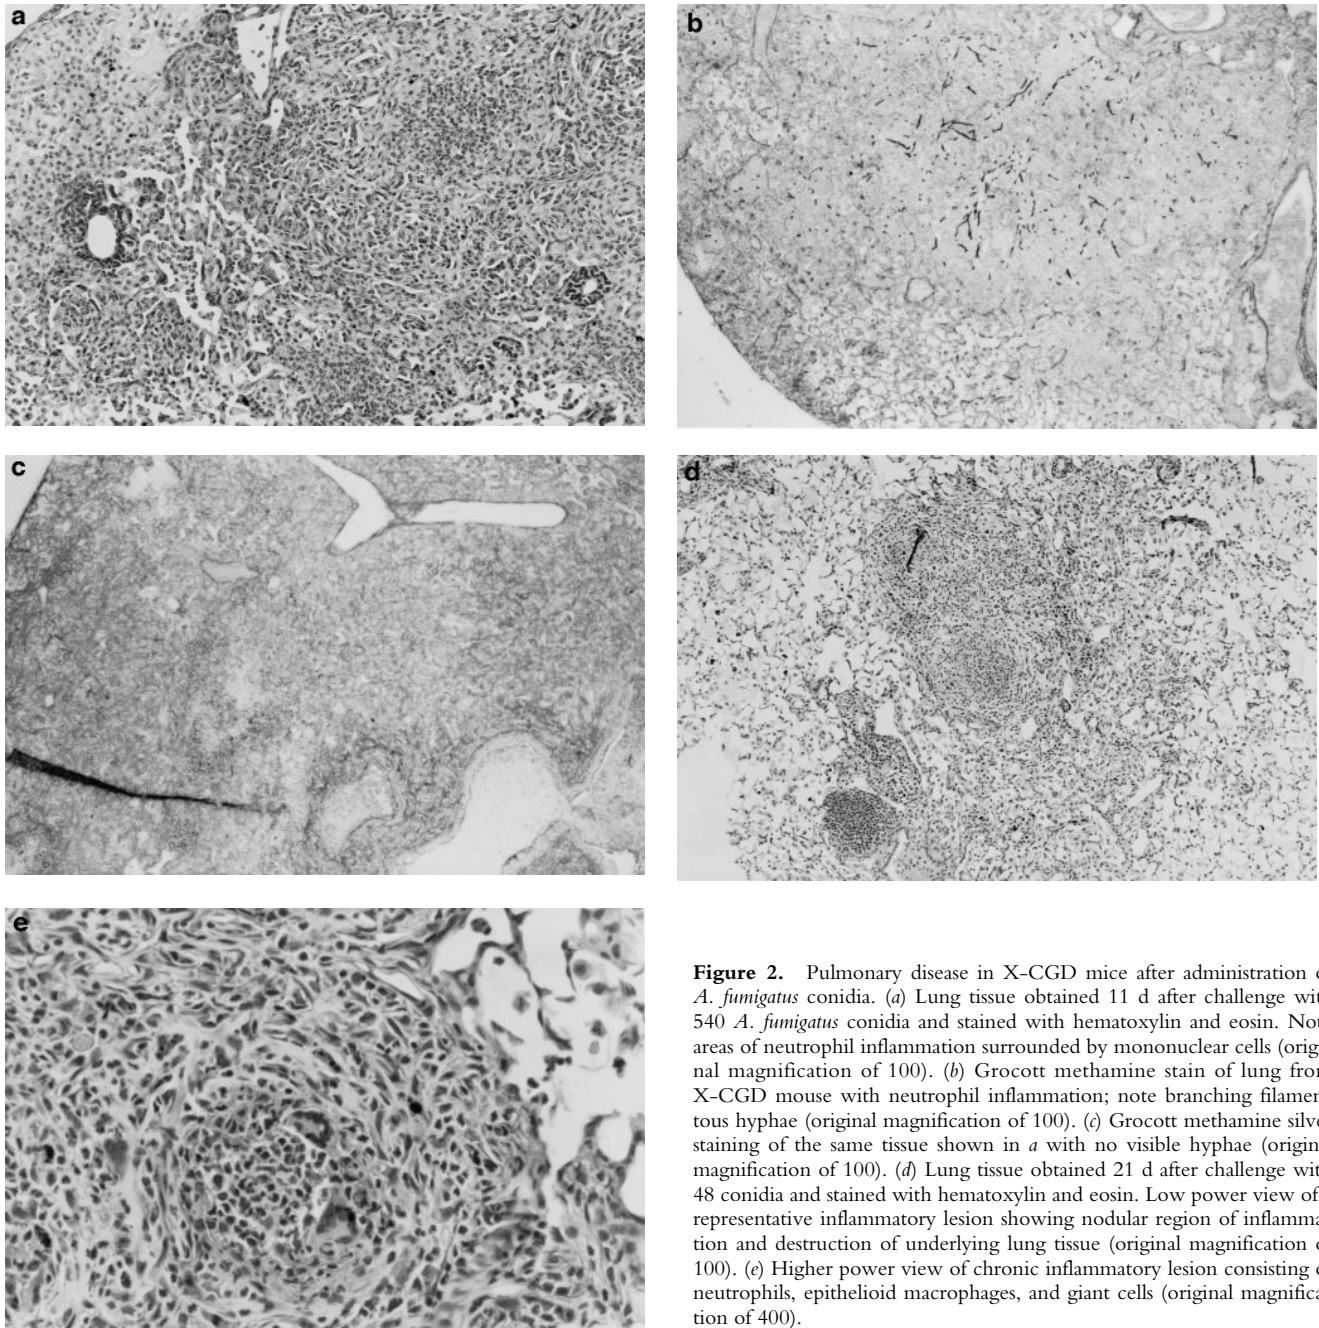 a
b
c
d
e
Figure 2. Pulmonary disease in X-CGD mice after administration
A. fumigatus conidia. (a) Lung tissue obtained 11 d after challenge wit
540 A. fumigatus conidia and stained with hematoxylin and eosin. Not
areas of neutrophil inflammation surrounded by mononuclear cells (orig
nal magnification of 100). (b) Grocott methamine stain of lung from
X-CGD mouse with neutrophil inflammation; note branching filamen
tous hyphae (original magnification of 100). (c) Grocott methamine silve
staining of the same tissue shown in a with no visible hyphae (origin
magnification of 100). (d) Lung tissue obtained 21 d after challenge wit
48 conidia and stained with hematoxylin and eosin. Low power view of
representative inflammatory lesion showing nodular region of inflamma
tion and destruction of underlying lung tissue (original magnification
100). (e) Higher power view of chronic inflammatory lesion consisting
neutrophils, epithelioid macrophages, and giant cells (original magnifica
tion of 400).